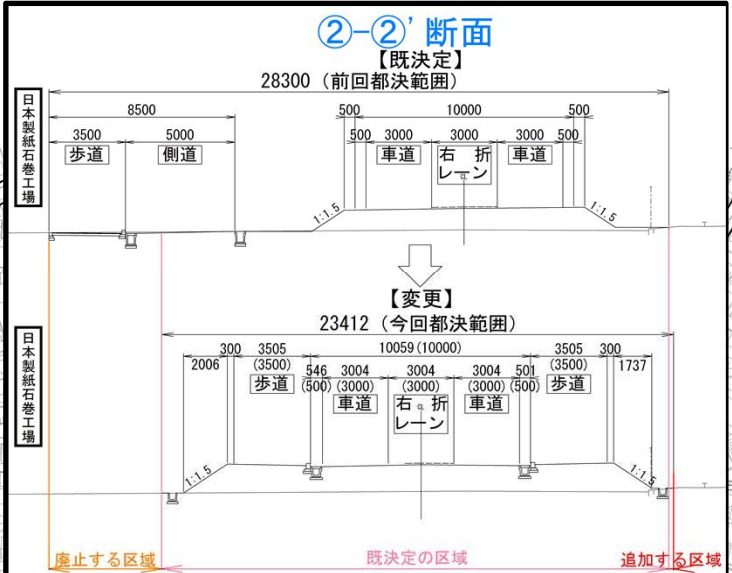 ②-②’断面
【既決定】
28300（前回都決範囲）
日本製紙石巻工場
8500
500
10000
500
3500
5000
500
3000
3000
3000
500
歩道
側道
車道
右折
レーン
車道
1:1.5
1:1.5
【変更】
23412（今回都決範囲）
日本製紙石巻工場
2006
300
3505
(3500)
10059(10000)
3505
(3500)
300
1737
546
(500)
3004
(3000)
3004
(3000)
3004
(3000)
501
(500)
歩道
車道
右折
レーン
車道
歩道
1:1.5
1:1.5
廃止する区域
既決定の区域
追加する区域